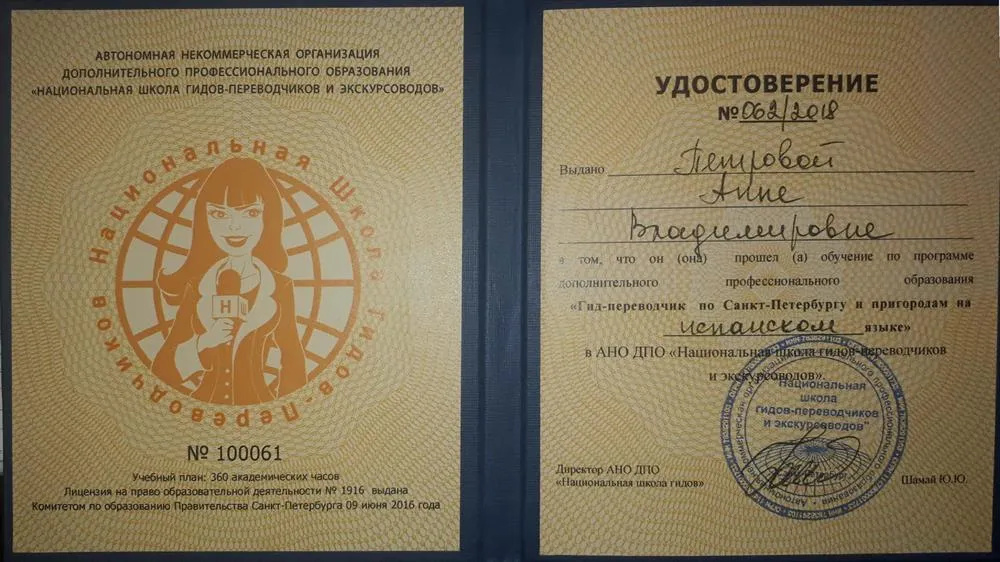 АВТОНОМНАЯ НЕКОММЕРЧЕСКАЯ ОРГАНИЗАЦИЯ
ДОПОЛНИТЕЛЬНОГО ПРОФЕССИОНАЛЬНОГО ОБРАЗОВАНИЯ
«НАЦИОНАЛЬНАЯ ШКОЛА ГИДОВ-ПЕРЕВОДЧИКОВ И ЭКСКУРСОВОДОВ»
Национальная Школа Гидов-Переводчиков
Н Ш
№ 100061
Учебный план: 360 академических часов
Лицензия на право образовательной деятельности № 1916 выдана
Комитетом по образованию Правительства Санкт-Петербурга 09 июня 2016 года
УДОСТОВЕРЕНИЕ
№ 062/2018
Выдано Петровой
Анне
Владимировне
в том, что он (она) прошел (а) обучение по программе
дополнительного профессионального образования
«Гид-переводчик по Санкт-Петербургу и пригородам на
испанском языке»
в АНО ДПО «Национальная школа гидов-переводчиков
и экскурсоводов».
Национальная
школа
гидов-переводчиков
и экскурсоводов"
Директор АНО ДПО
«Национальная школа гидов»
Шамай Ю.Ю.